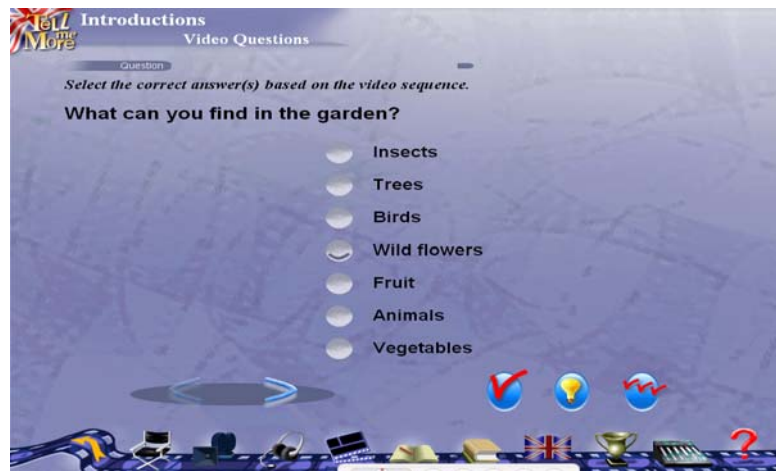 Tell
me
More
Introductions
Video Questions
Question
Select the correct answer(s) based on the video sequence.
What can you find in the garden?
Insects
Trees
Birds
Wild flowers
Fruit
Animals
Vegetables
?